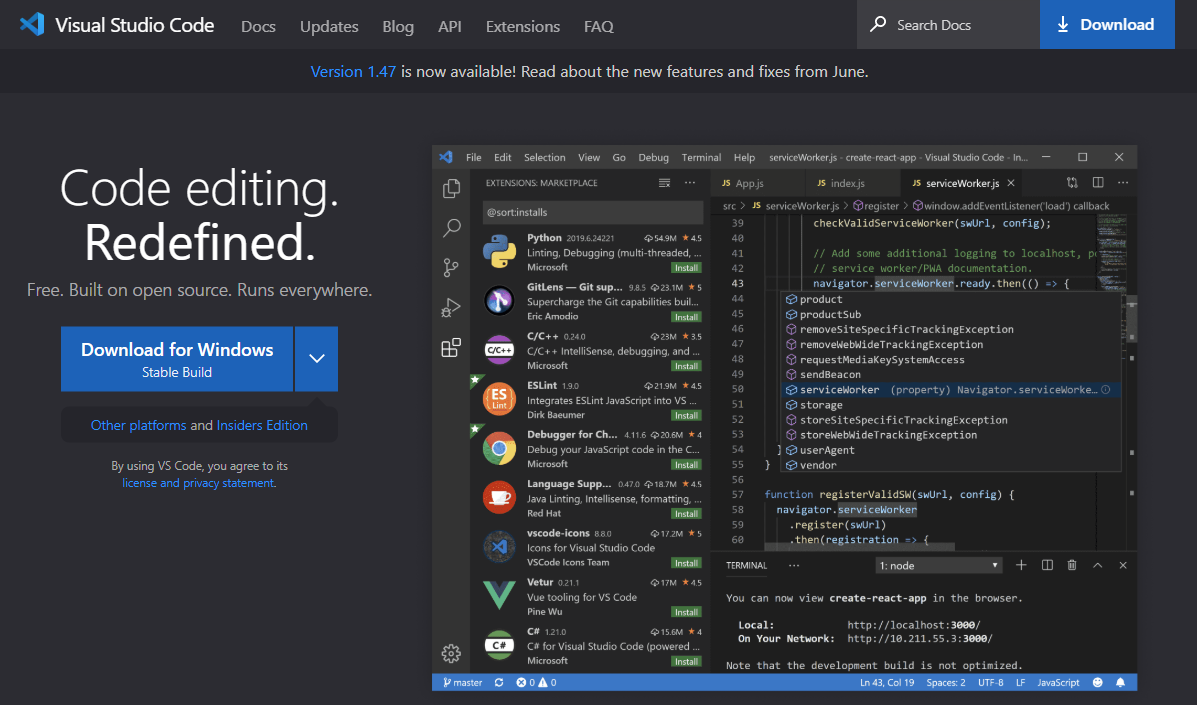 Visual Studio Code Docs Updates Blog API Extensions FAQ Search Docs Download
Version 1.47 is now available! Read about the new features and fixes from June.
Code editing.
Redefined.
Free. Built on open source. Runs everywhere.
Download for Windows
Stable Build
Other platforms and Insiders Edition
By using VS Code, you agree to its
license and privacy statement.
File Edit Selection View Go Debug Terminal Help serviceWorker.js - create-react-app - Visual Studio Code - In...
EXTENSIONS: MARKETPLACE ...
@sort:installs
Python 2019.6.24221 54.9M ★ 4.5
Linting, Debugging (multi-threaded, ...
Microsoft Install
GitLens — Git sup... 9.8.5 23.1M ★ 5
Supercharge the Git capabilities buil...
Eric Amodio Install
C/C++
C/C++ 0.24.0 23M ★ 3.5
C/C++ IntelliSense, debugging, and ...
Microsoft Install
ES
Lint
ESLint 1.9.0 21.9M ★ 4.5
Integrates ESLint JavaScript into VS ...
Dirk Baeumer Install
Debugger for Ch... 4.11.6 20.6M ★ 4
Debug your JavaScript code in the C...
Microsoft Install
Language Supp... 0.47.0 18.7M ★ 4.5
Java Linting, Intellisense, formatting, ...
Red Hat Install
vscode-icons 8.8.0 17.2M ★ 5
Icons for Visual Studio Code
VSCode Icons Team Install
Vetur 0.21.1 17M ★ 4.5
Vue tooling for VS Code
Pine Wu Install
C#
C# 1.21.0 15.6M ★ 4
C# for Visual Studio Code (powered ...
Microsoft Install
JS App.js JS index.js JS serviceWorker.js ...
src > JS serviceWorker.js > register > window.addEventListener('load') callback
39 checkValidServiceWorker(swUrl, config);
40
41 // Add some additional logging to localhost, po
42 // service worker/PWA documentation.
43 navigator.serviceWorker.ready.then(() => {
44 product
45 productSub
46 removeSiteSpecificTrackingException
47 removeWebWideTrackingException
48 requestMediaKeySystemAccess
49 sendBeacon
50 serviceWorker (property) Navigator.serviceWorke...
51 storage
52 storeSiteSpecificTrackingException
53 storeWebWideTrackingException
54 } userAgent
55 } vendor
56
57 function registerValidSW(swUrl, config) {
58 navigator.serviceWorker
59 .register(swUrl)
60 .then(registration => {
TERMINAL ... 1: node
You can now view create-react-app in the browser.
Local: http://localhost:3000/
On Your Network: http://10.211.55.3:3000/
Note that the development build is not optimized.
master 0 0 Ln 43, Col 19 Spaces: 2 UTF-8 LF JavaScript